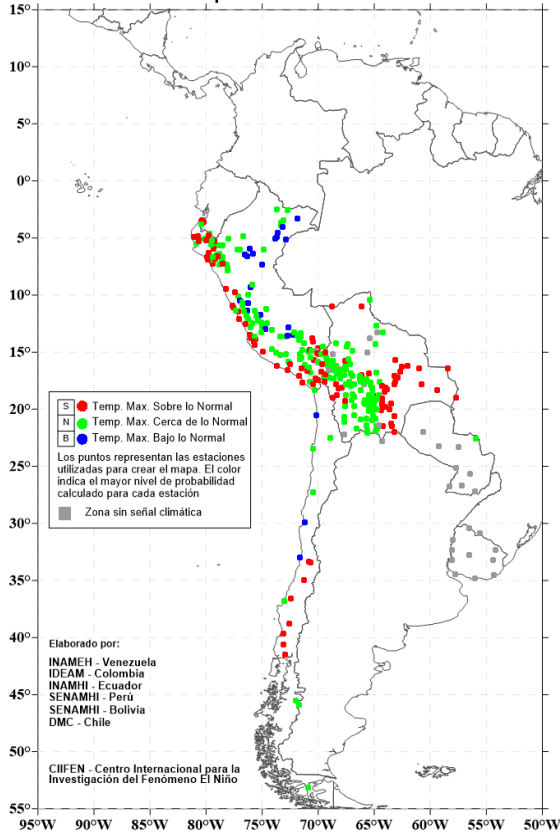 15°
10°
5°
0°
5°
10°
15°
20°
25°
30°
35°
40°
45°
50°
55°
S Temp. Max. Sobre lo Normal
N Temp. Max. Cerca de lo Normal
B Temp. Max. Bajo lo Normal
Los puntos representan las estaciones
utilizadas para crear el mapa. El color
indica el mayor nivel de probabilidad
calculado para cada estación
Zona sin señal climática
Elaborado por:
INAMEH - Venezuela
IDEAM - Colombia
INAMHI - Ecuador
SENAMHI - Perú
SENAMHI - Bolivia
DMC - Chile
CIIFEN - Centro Internacional para la
Investigación del Fenómeno El Niño
95°W 90°W 85°W 80°W 75°W 70°W 65°W 60°W 55°W 50°W